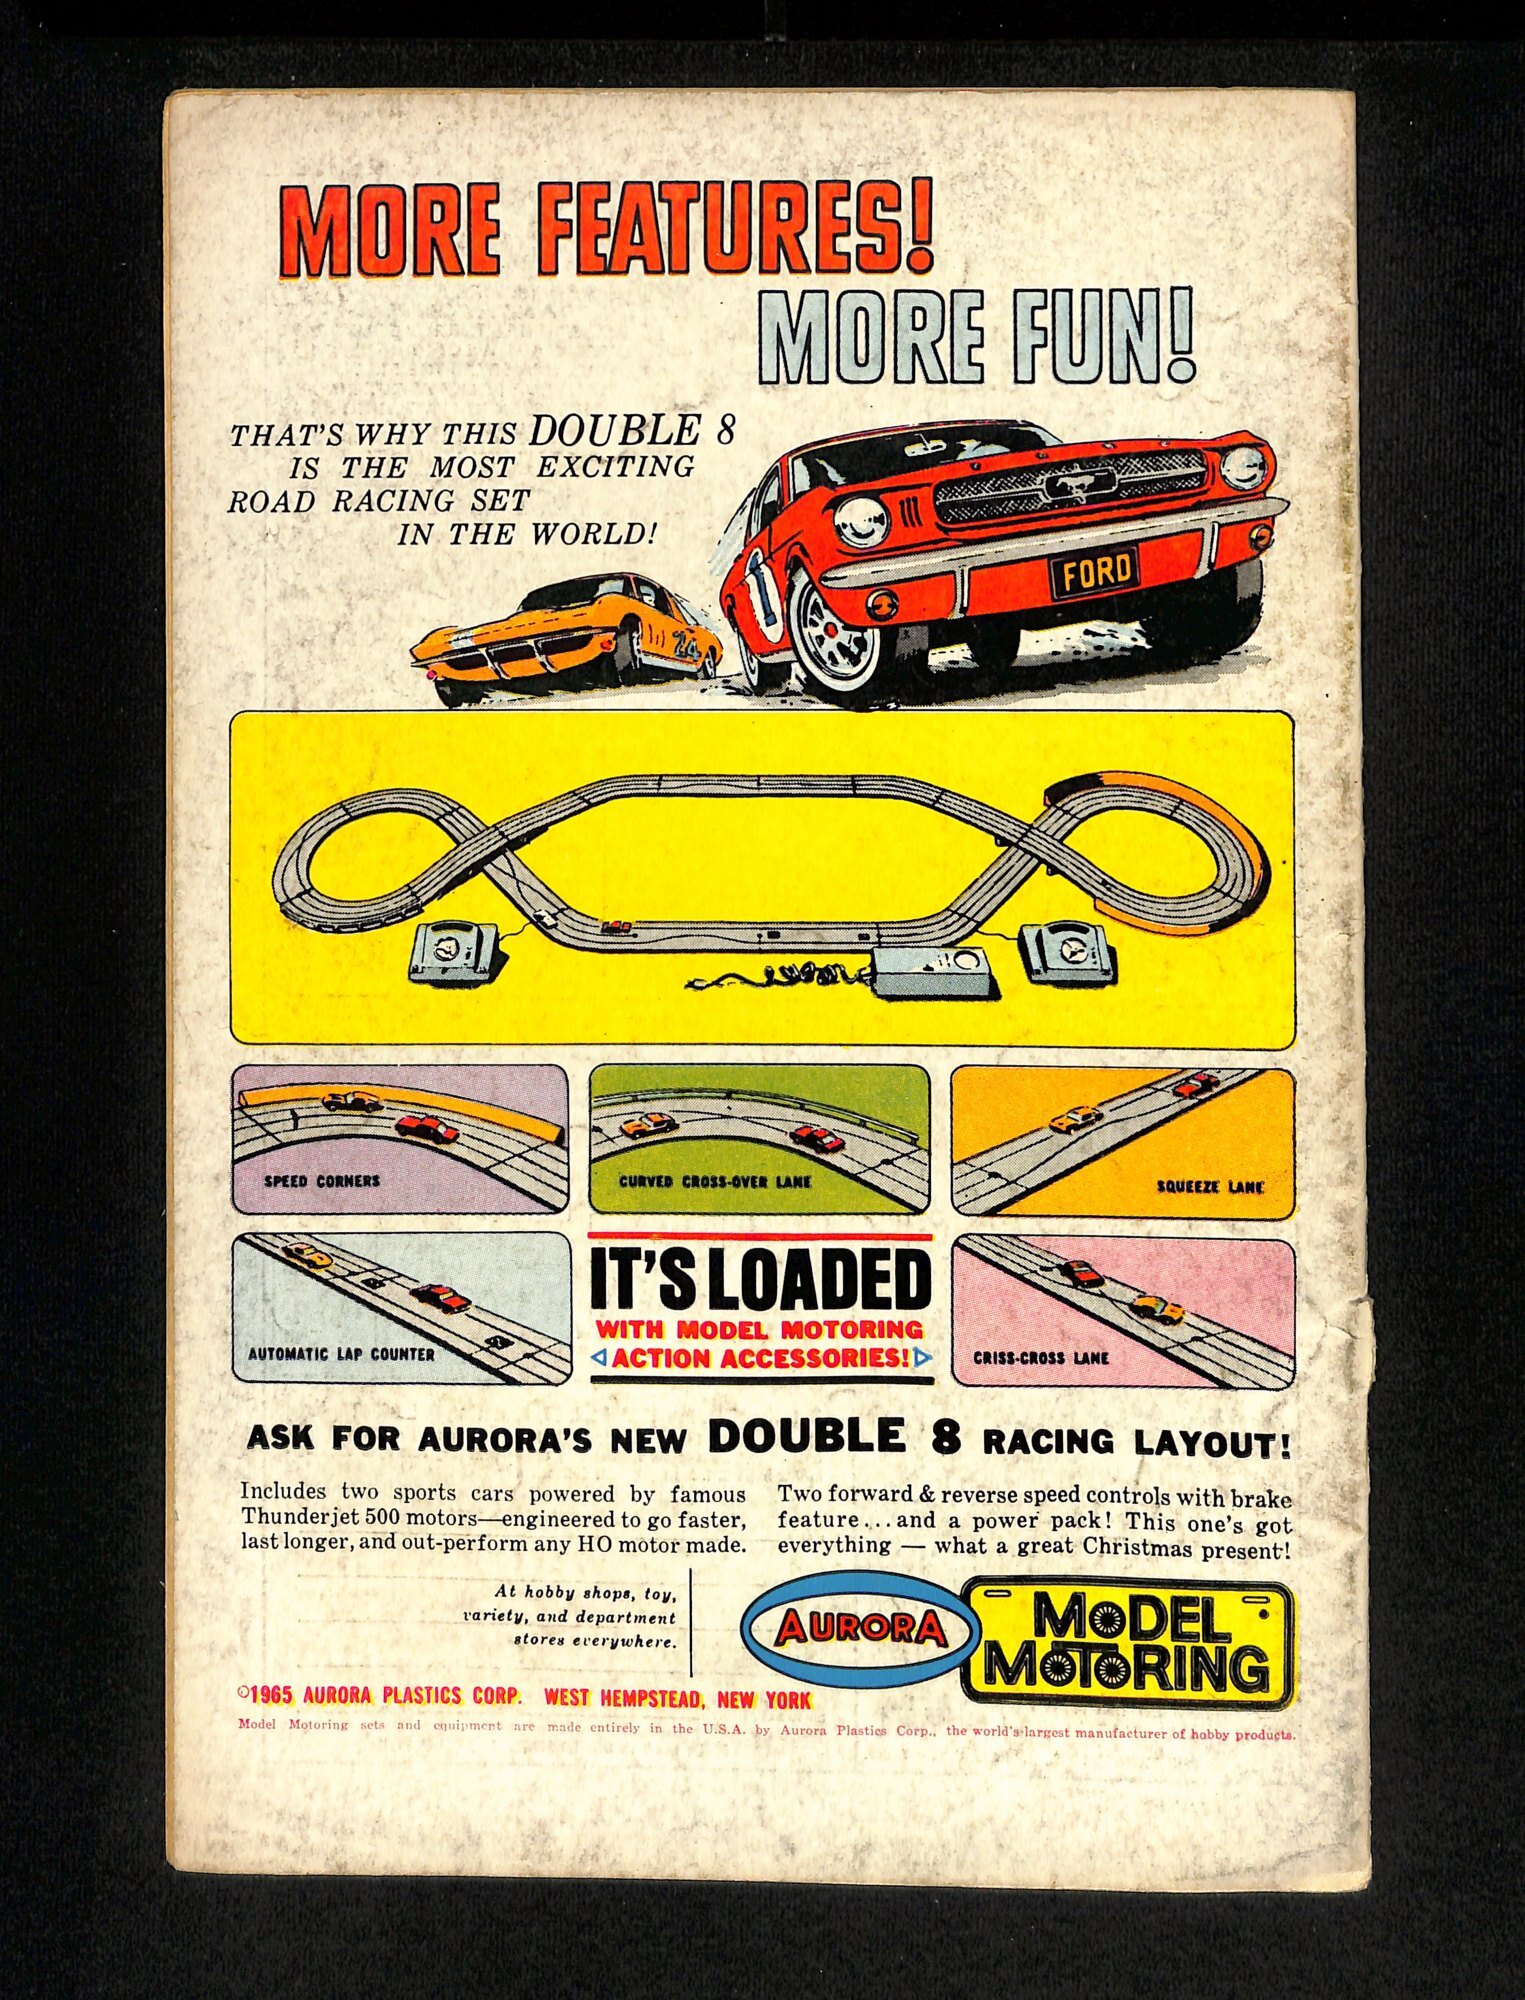 MORE FEATURES!
MORE FUN!
THAT'S WHY THIS DOUBLE 8
IS THE MOST EXCITING
ROAD RACING SET
IN THE WORLD!
FORD
24
SPEED CORNERS
CURVED CROSS-OVER LANE
SQUEEZE LANE
AUTOMATIC LAP COUNTER
IT'S LOADED
WITH MODEL MOTORING
ACTION ACCESSORIES!
CRISS-CROSS LANE
ASK FOR AURORA'S NEW DOUBLE 8 RACING LAYOUT!
Includes two sports cars powered by famous
Thunderjet 500 motors—engineered to go faster,
last longer, and out-perform any HO motor made.
Two forward & reverse speed controls with brake
feature...and a power pack! This one's got
everything — what a great Christmas present!
At hobby shops, toy,
variety, and department
stores everywhere.
AURORA
MODEL
MOTORING
©1965 AURORA PLASTICS CORP. WEST HEMPSTEAD, NEW YORK
Model Motoring sets and equipment are made entirely in the U.S.A. by Aurora Plastics Corp., the world's largest manufacturer of hobby products.